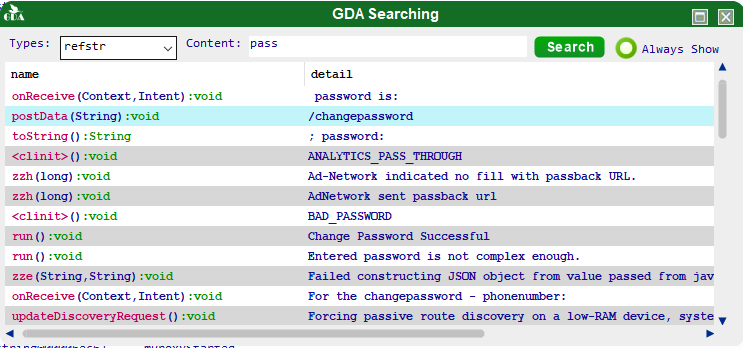 GDA
GDA Searching
Types: refstr Content: pass Search Always Show
name detail
onReceive(Context,Intent):void password is:
postData(String):void /changepassword
toString():String ; password:
<clinit>():void ANALYTICS_PASS_THROUGH
zzh(long):void Ad-Network indicated no fill with passback URL.
zzh(long):void AdNetwork sent passback url
<clinit>():void BAD_PASSWORD
run():void Change Password Successful
run():void Entered password is not complex enough.
zze(String,String):void Failed constructing JSON object from value passed from jav
onReceive(Context,Intent):void For the changepassword - phonenumber:
updateDiscoveryRequest():void Forcing passive route discovery on a low-RAM device, syste